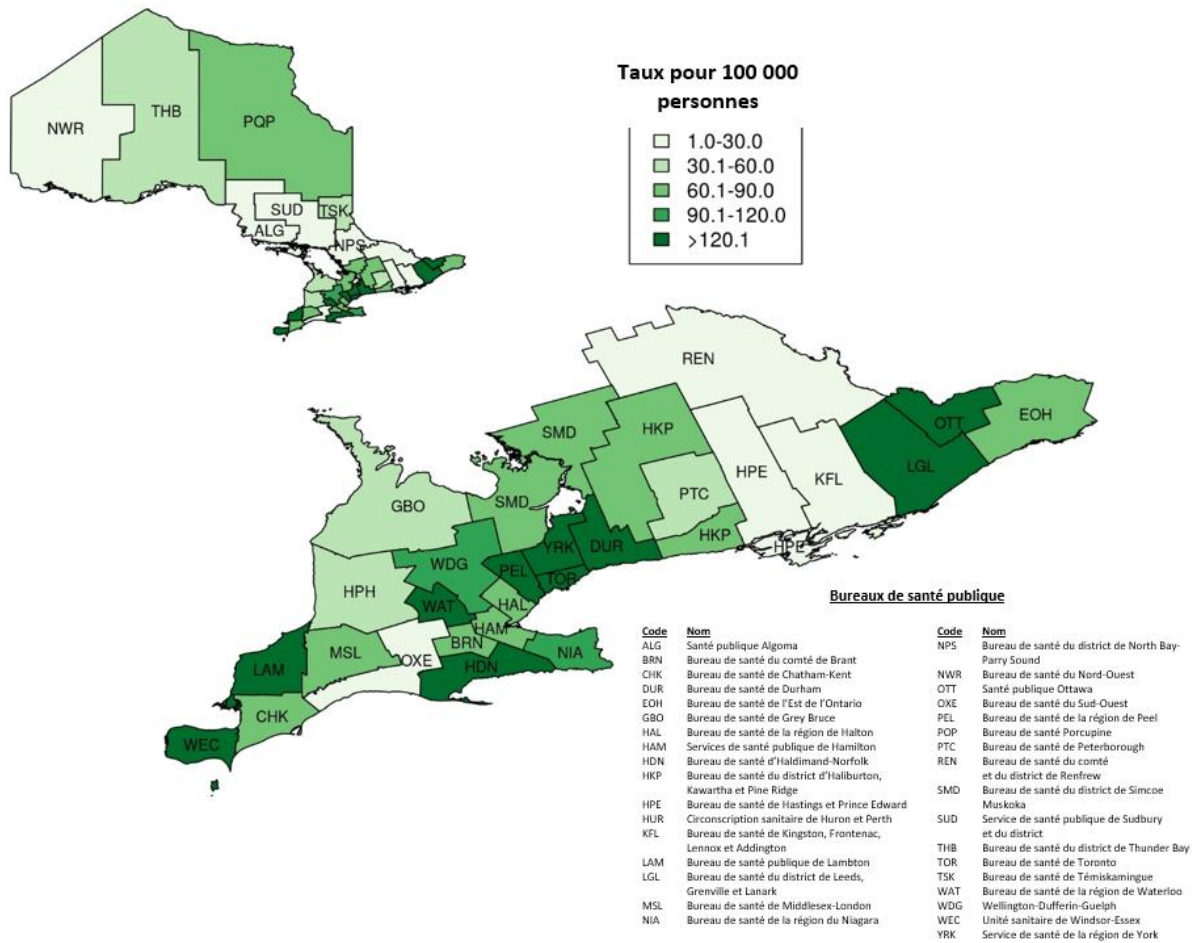 Taux pour 100 000
personnes
1.0-30.0
30.1-60.0
60.1-90.0
90.1-120.0
>120.1
NWR
THB
PQP
SUD
TSK
ALG
NPS
REN
SMD
HKP
OTT
EOH
HPE
KFL
LGL
PTC
GBO
SMD
HKP
HPE
YRK
DUR
WDG
PEL
TOR
HPH
WAT
HAL
HAM
MSL
OXE
BRN
NIA
LAM
HDN
CHK
WEC
Bureaux de santé publique
Code Nom
ALG Santé publique Algoma
BRN Bureau de santé du comté de Brant
CHK Bureau de santé de Chatham-Kent
DUR Bureau de santé de Durham
EOH Bureau de santé de l'Est de l'Ontario
GBO Bureau de santé de Grey Bruce
HAL Bureau de santé de la région de Halton
HAM Services de santé publique de Hamilton
HDN Bureau de santé d'Haldimand-Norfolk
HKP Bureau de santé du district d'Haliburton,
Kawartha et Pine Ridge
HPE Bureau de santé de Hastings et Prince Edward
HUR Circonscription sanitaire de Huron et Perth
KFL Bureau de santé de Kingston, Frontenac,
Lennox et Addington
LAM Bureau de santé publique de Lambton
LGL Bureau de santé du district de Leeds,
Grenville et Lanark
MSL Bureau de santé de Middlesex-London
NIA Bureau de santé de la région du Niagara
Code Nom
NPS Bureau de santé du district de North Bay-
Parry Sound
NWR Bureau de santé du Nord-Ouest
OTT Santé publique Ottawa
OXE Bureau de santé du Sud-Ouest
PEL Bureau de santé de la région de Peel
POP Bureau de santé Porcupine
PTC Bureau de santé de Peterborough
REN Bureau de santé du comté
et du district de Renfrew
SMD Bureau de santé du district de Simcoe
Muskoka
SUD Service de santé publique de Sudbury
et du district
THB Bureau de santé du district de Thunder Bay
TOR Bureau de santé de Toronto
TSK Bureau de santé de Témiskamingue
WAT Bureau de santé de la région de Waterloo
WDG Wellington-Dufferin-Guelph
WEC Unité sanitaire de Windsor-Essex
YRK Service de santé de la région de York